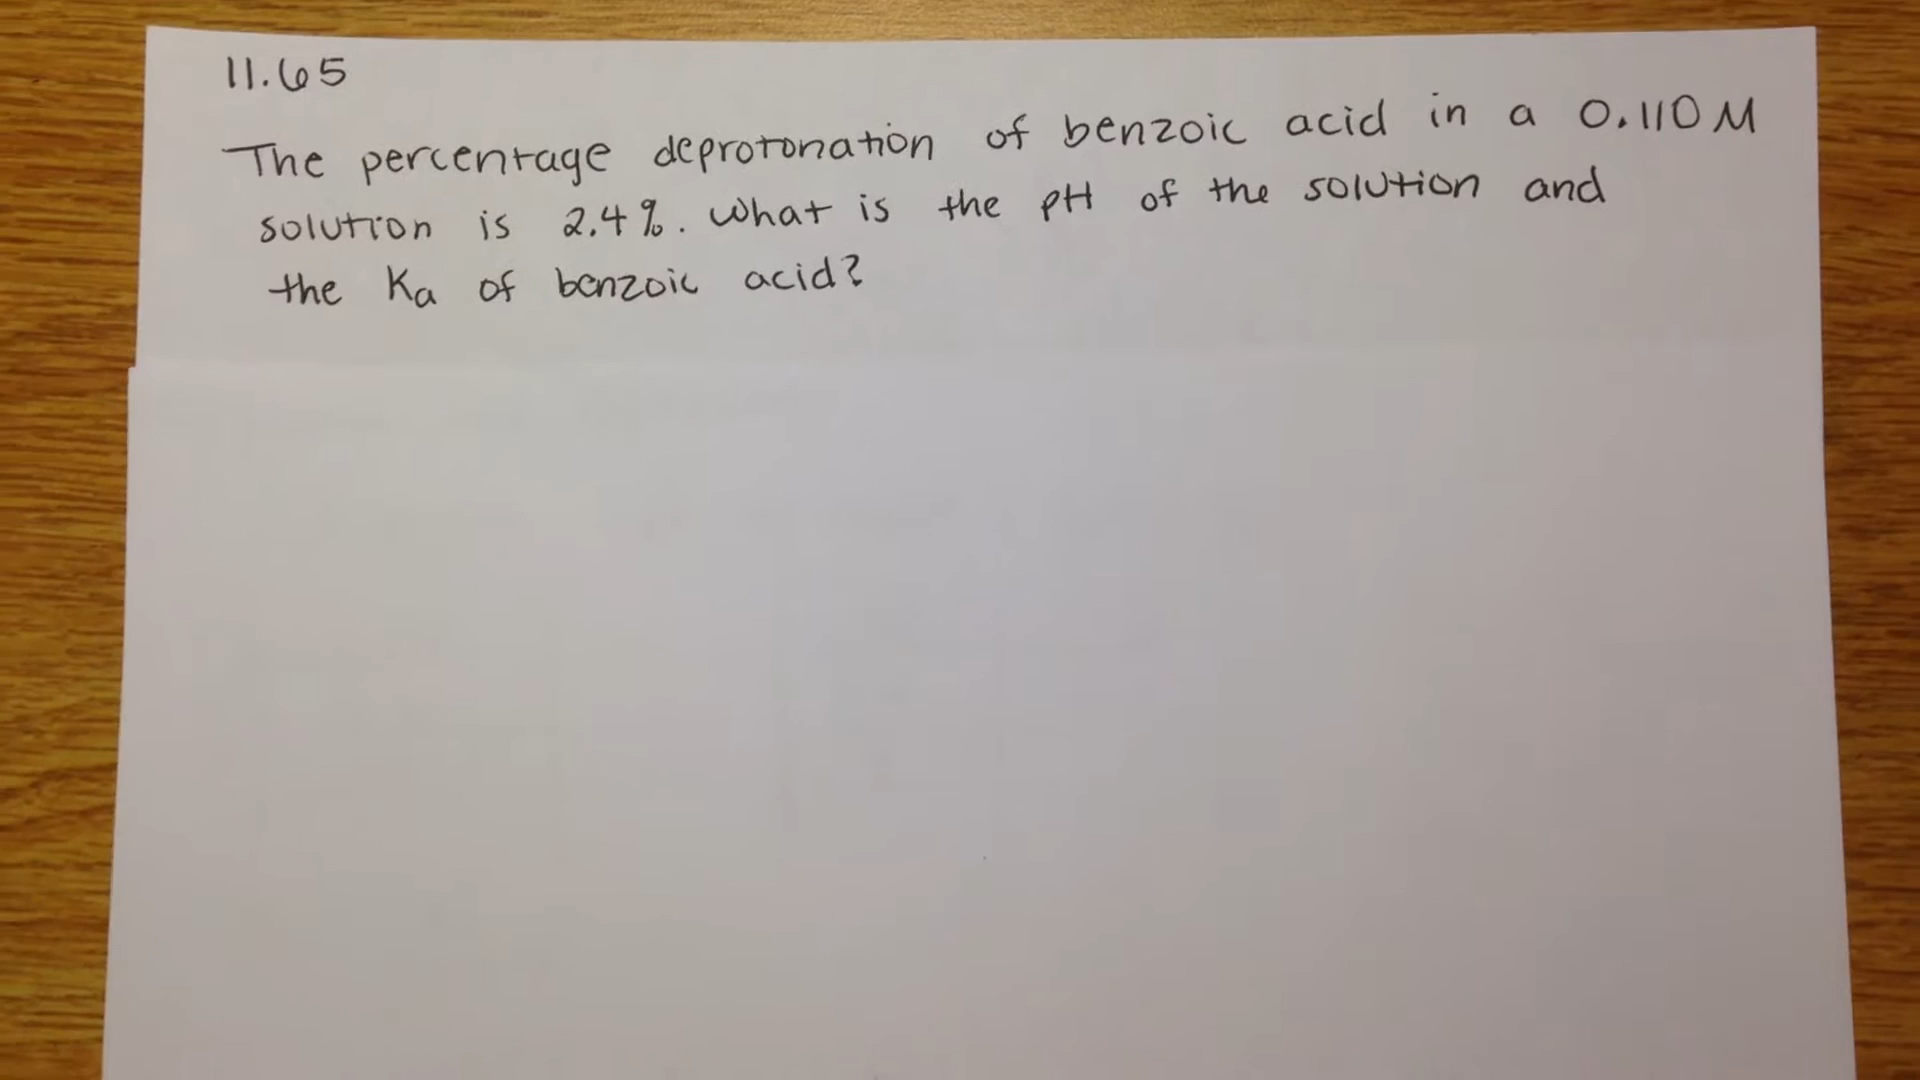 11.65
The percentage deprotonation of benzoic acid in a 0.110 M
solution is 2.4%. What is the pH of the solution and
the Ka of benzoic acid?